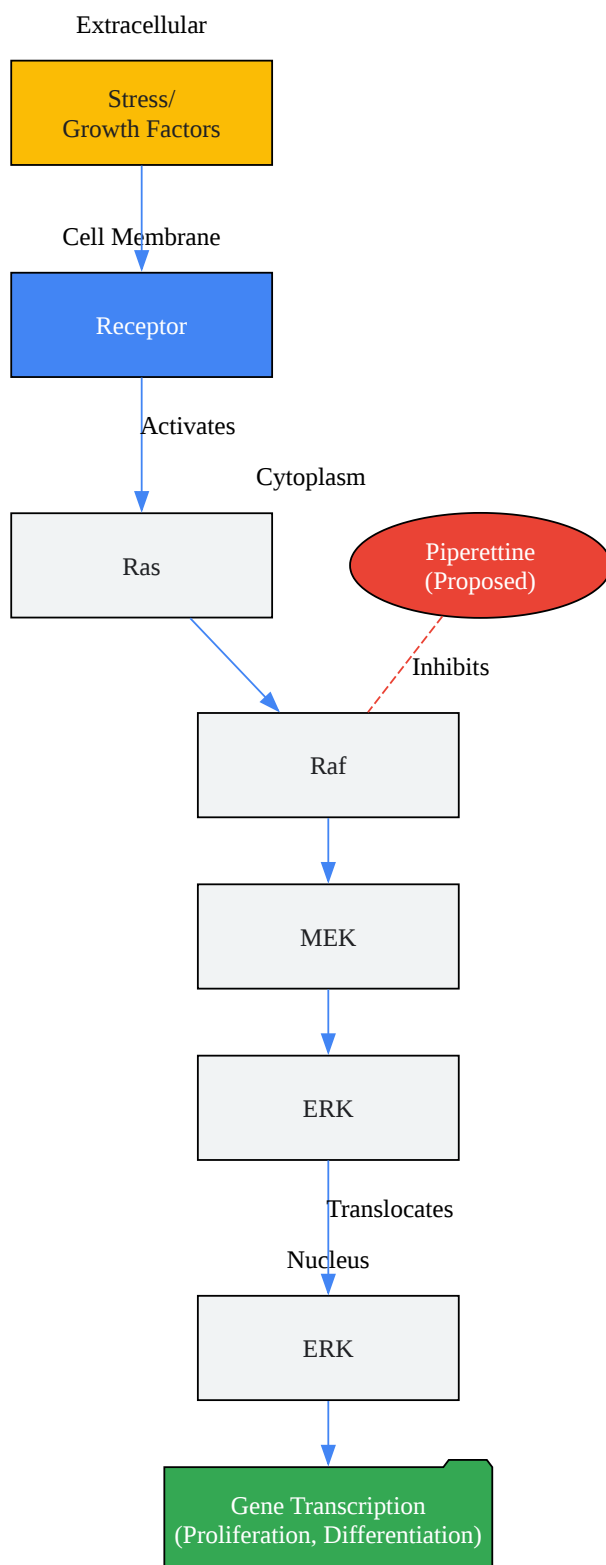 Extracellular
Stress/
Growth Factors
Cell Membrane
Receptor
Activates
Cytoplasm
Ras
Piperettine
(Proposed)
Inhibits
Raf
MEK
ERK
Translocates
Nucleus
ERK
Gene Transcription
(Proliferation, Differentiation)